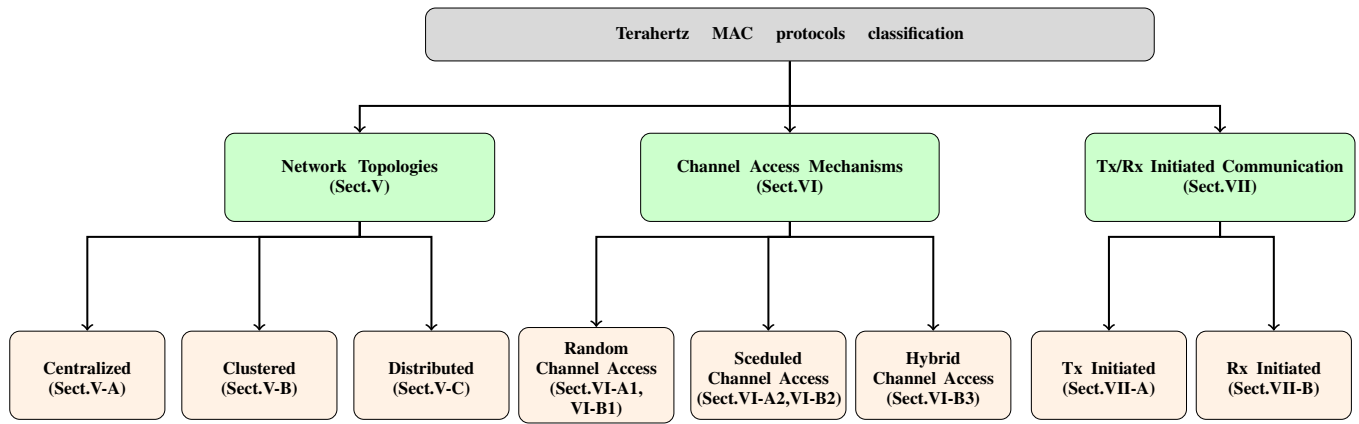 Terahertz MAC protocols classification
Network Topologies
(Sect.V)
Channel Access Mechanisms
(Sect.VI)
Tx/Rx Initiated Communication
(Sect.VII)
Centralized
(Sect.V-A)
Clustered
(Sect.V-B)
Distributed
(Sect.V-C)
Random
Channel Access
(Sect.VI-A1,
VI-B1)
Sceduled
Channel Access
(Sect.VI-A2,VI-B2)
Hybrid
Channel Access
(Sect.VI-B3)
Tx Initiated
(Sect.VII-A)
Rx Initiated
(Sect.VII-B)